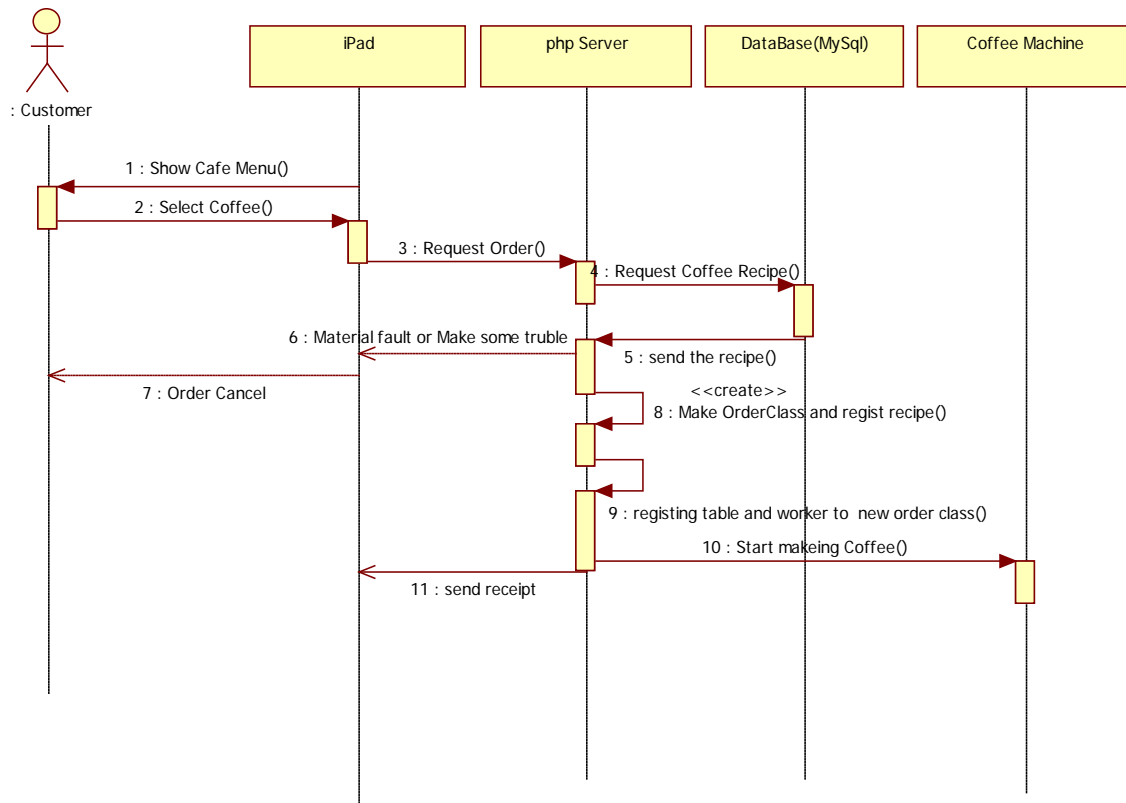 iPad
php Server
DataBase(MySql)
Coffee Machine
: Customer
1 : Show Cafe Menu()
2 : Select Coffee()
3 : Request Order()
4 : Request Coffee Recipe()
6 : Material fault or Make some truble
5 : send the recipe()
7 : Order Cancel
<<create>>
8 : Make OrderClass and regist recipe()
9 : registing table and worker to  new order class()
10 : Start makeing Coffee()
11 : send receipt